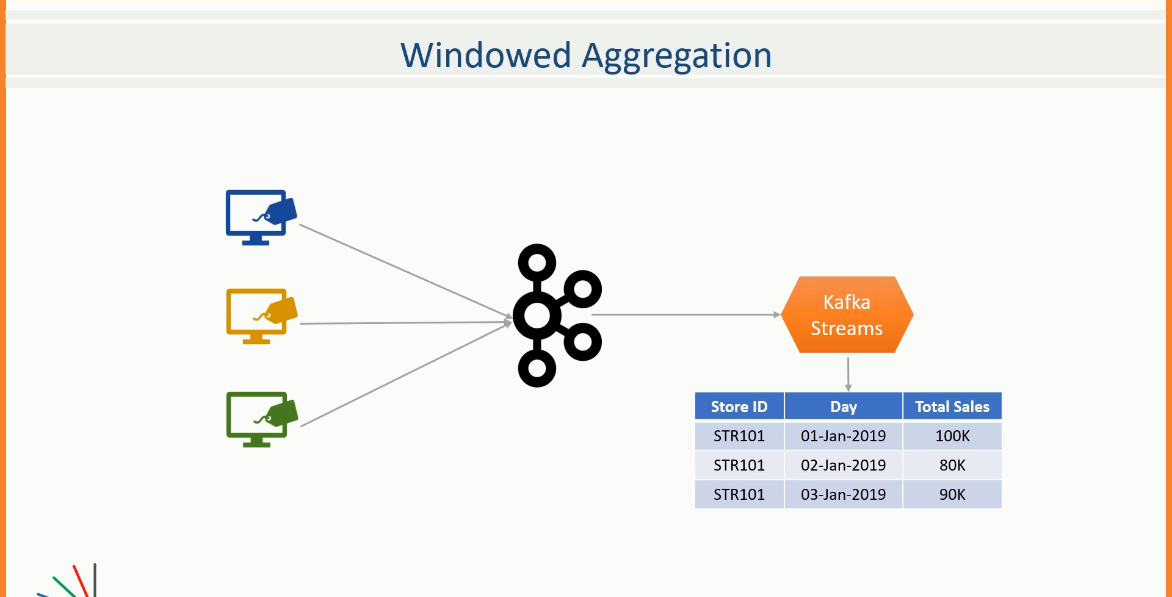 Windowed Aggregation
Kafka
Streams
Store ID Day Total Sales
STR101 01-Jan-2019 100K
STR101 02-Jan-2019 80K
STR101 03-Jan-2019 90K